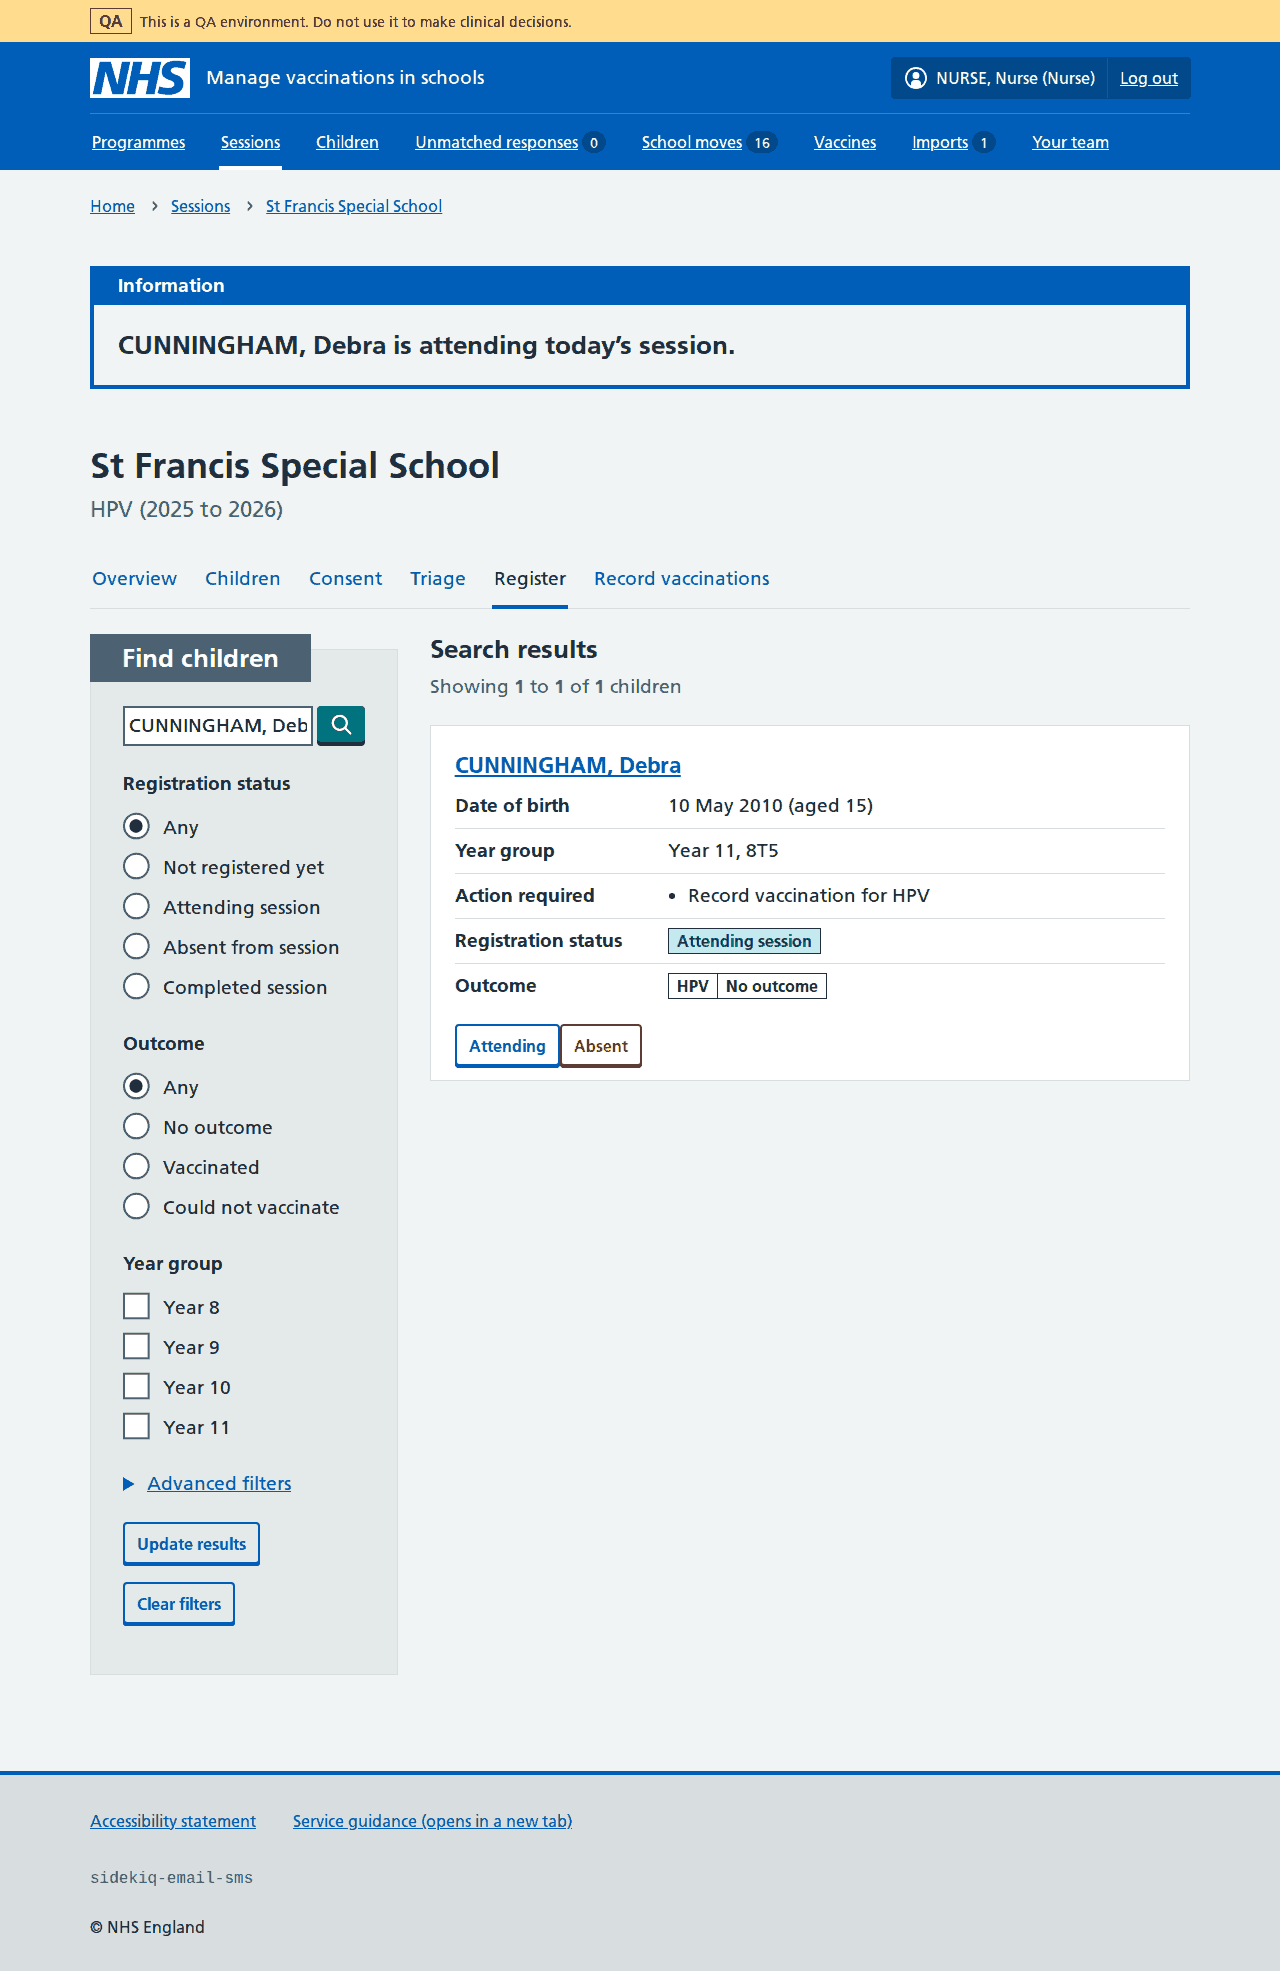 QA This is a QA environment. Do not use it to make clinical decisions.
NHS Manage vaccinations in schools NURSE, Nurse (Nurse) Log out
Programmes Sessions Children Unmatched responses 0 School moves 16 Vaccines Imports 1 Your team
Home Sessions St Francis Special School
Information
CUNNINGHAM, Debra is attending today’s session.
St Francis Special School
HPV (2025 to 2026)
Overview Children Consent Triage Register Record vaccinations
Find children
CUNNINGHAM, Deb
Registration status
Any
Not registered yet
Attending session
Absent from session
Completed session
Outcome
Any
No outcome
Vaccinated
Could not vaccinate
Year group
Year 8
Year 9
Year 10
Year 11
Advanced filters
Update results
Clear filters
Search results
Showing 1 to 1 of 1 children
CUNNINGHAM, Debra
Date of birth 10 May 2010 (aged 15)
Year group Year 11, 8T5
Action required • Record vaccination for HPV
Registration status Attending session
Outcome HPV No outcome
Attending Absent
Accessibility statement Service guidance (opens in a new tab)
sidekiq-email-sms
© NHS England